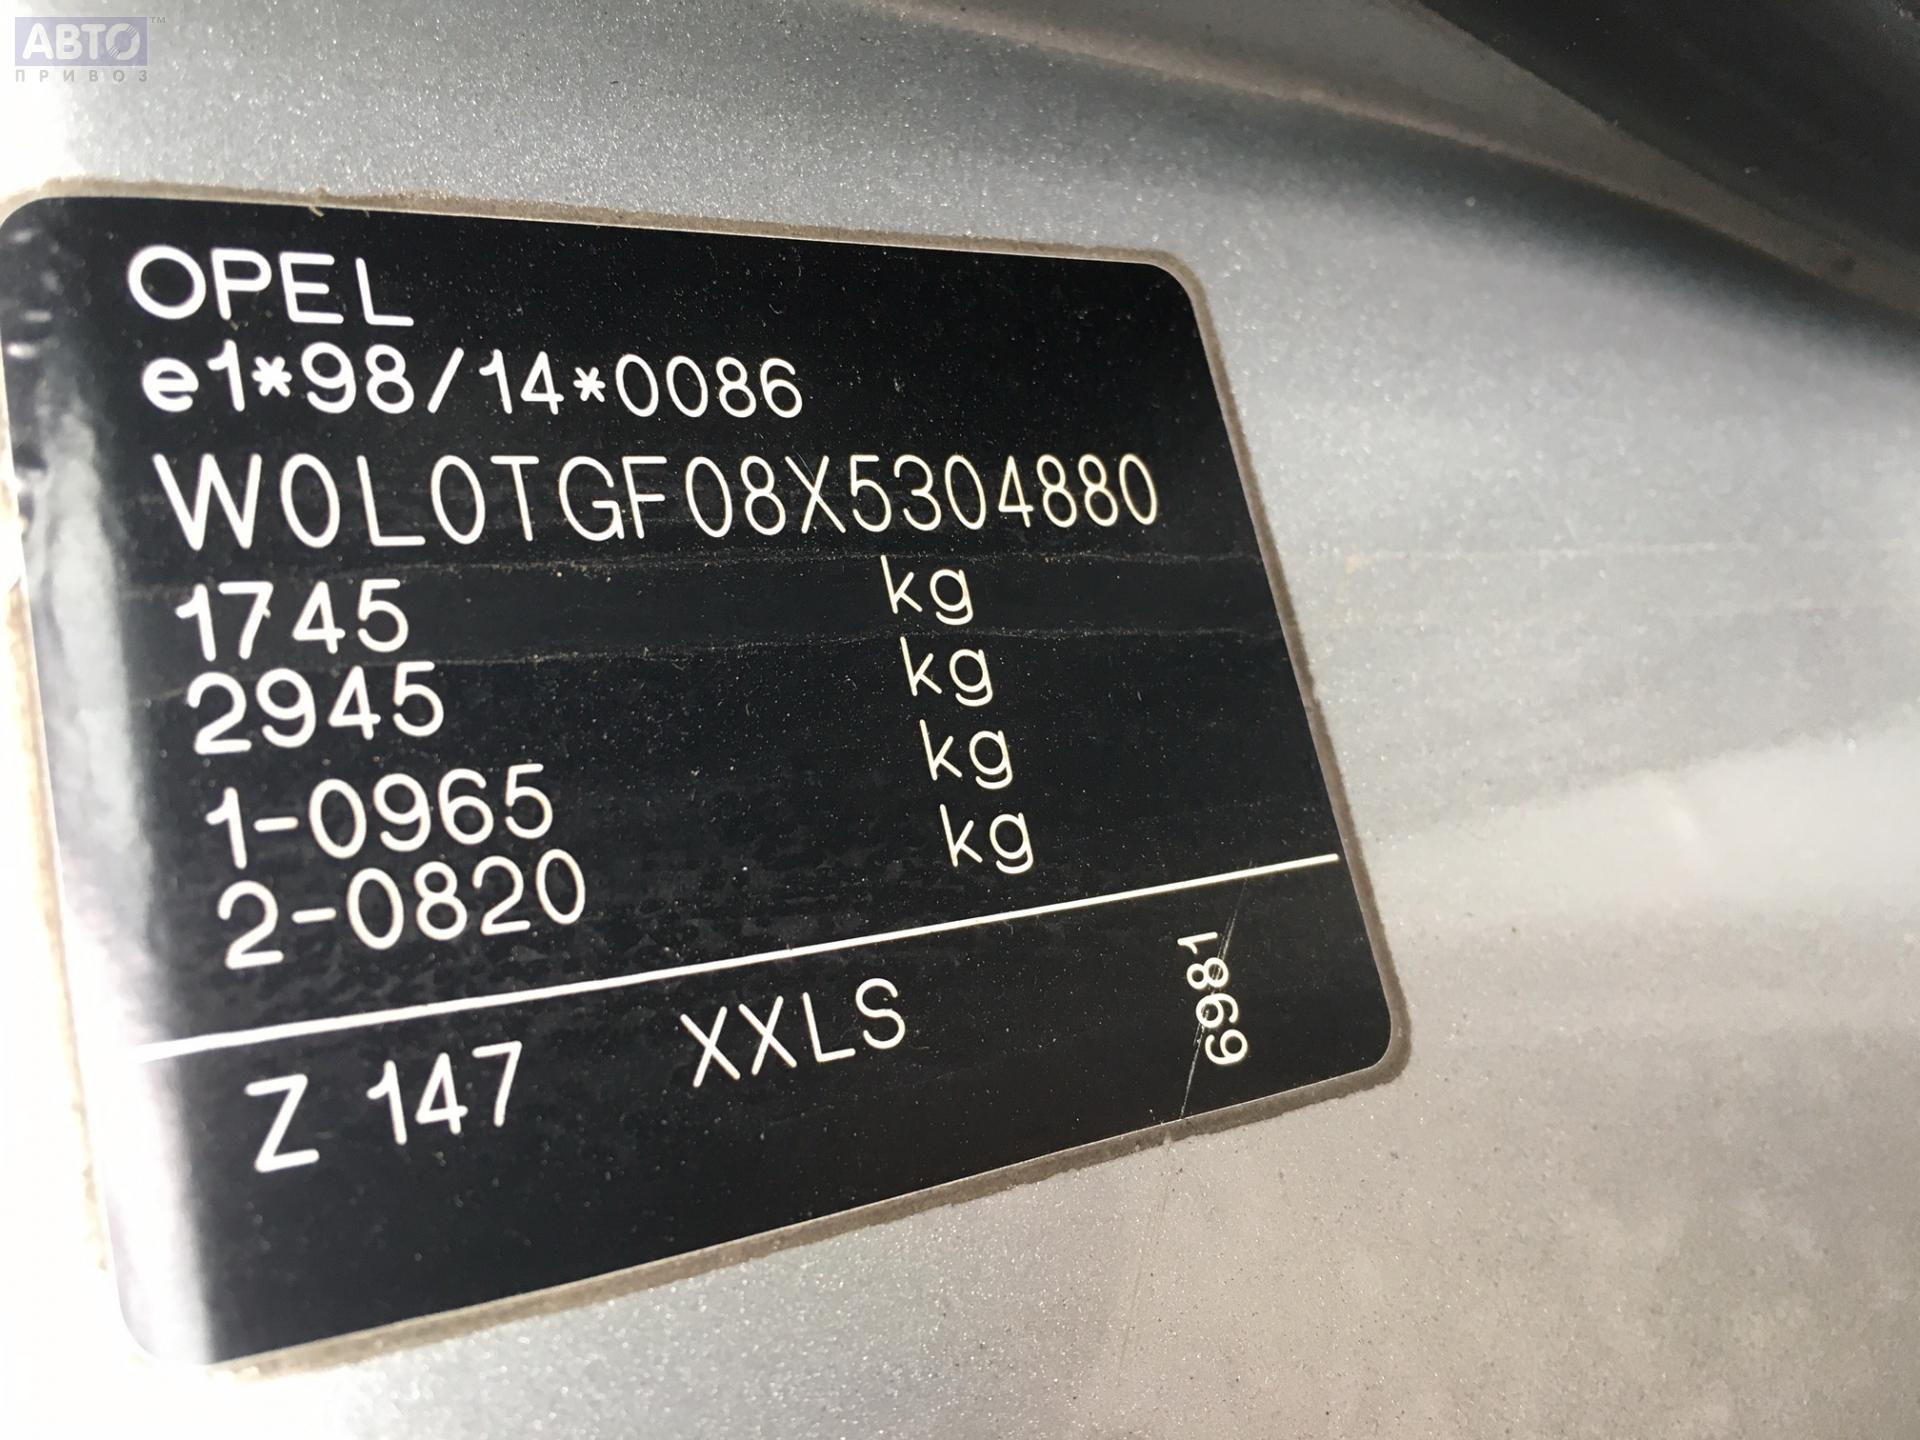 АВТО™
ПРИВОЗ
OPEL
e1*98/14*0086
W0L0TGF08X5304880
1745 kg
2945 kg
1-0965 kg
2-0820 kg
Z 147 XXLS 6981